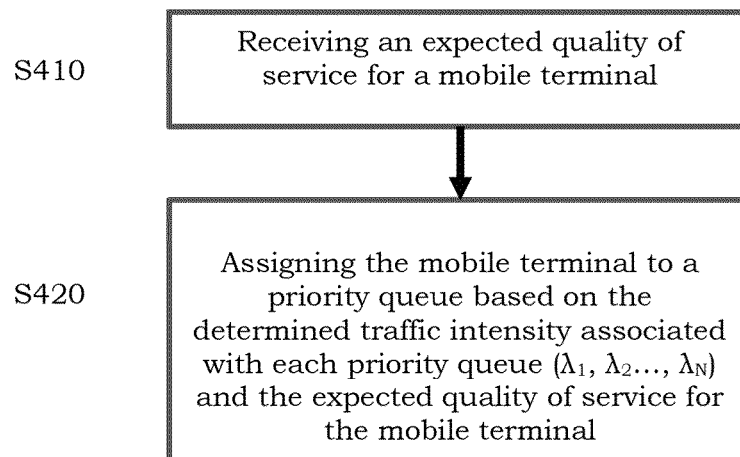 S410
Receiving an expected quality of
service for a mobile terminal
S420
Assigning the mobile terminal to a
priority queue based on the
determined traffic intensity associated
with each priority queue (λ₁, λ₂..., λ_N)
and the expected quality of service for
the mobile terminal